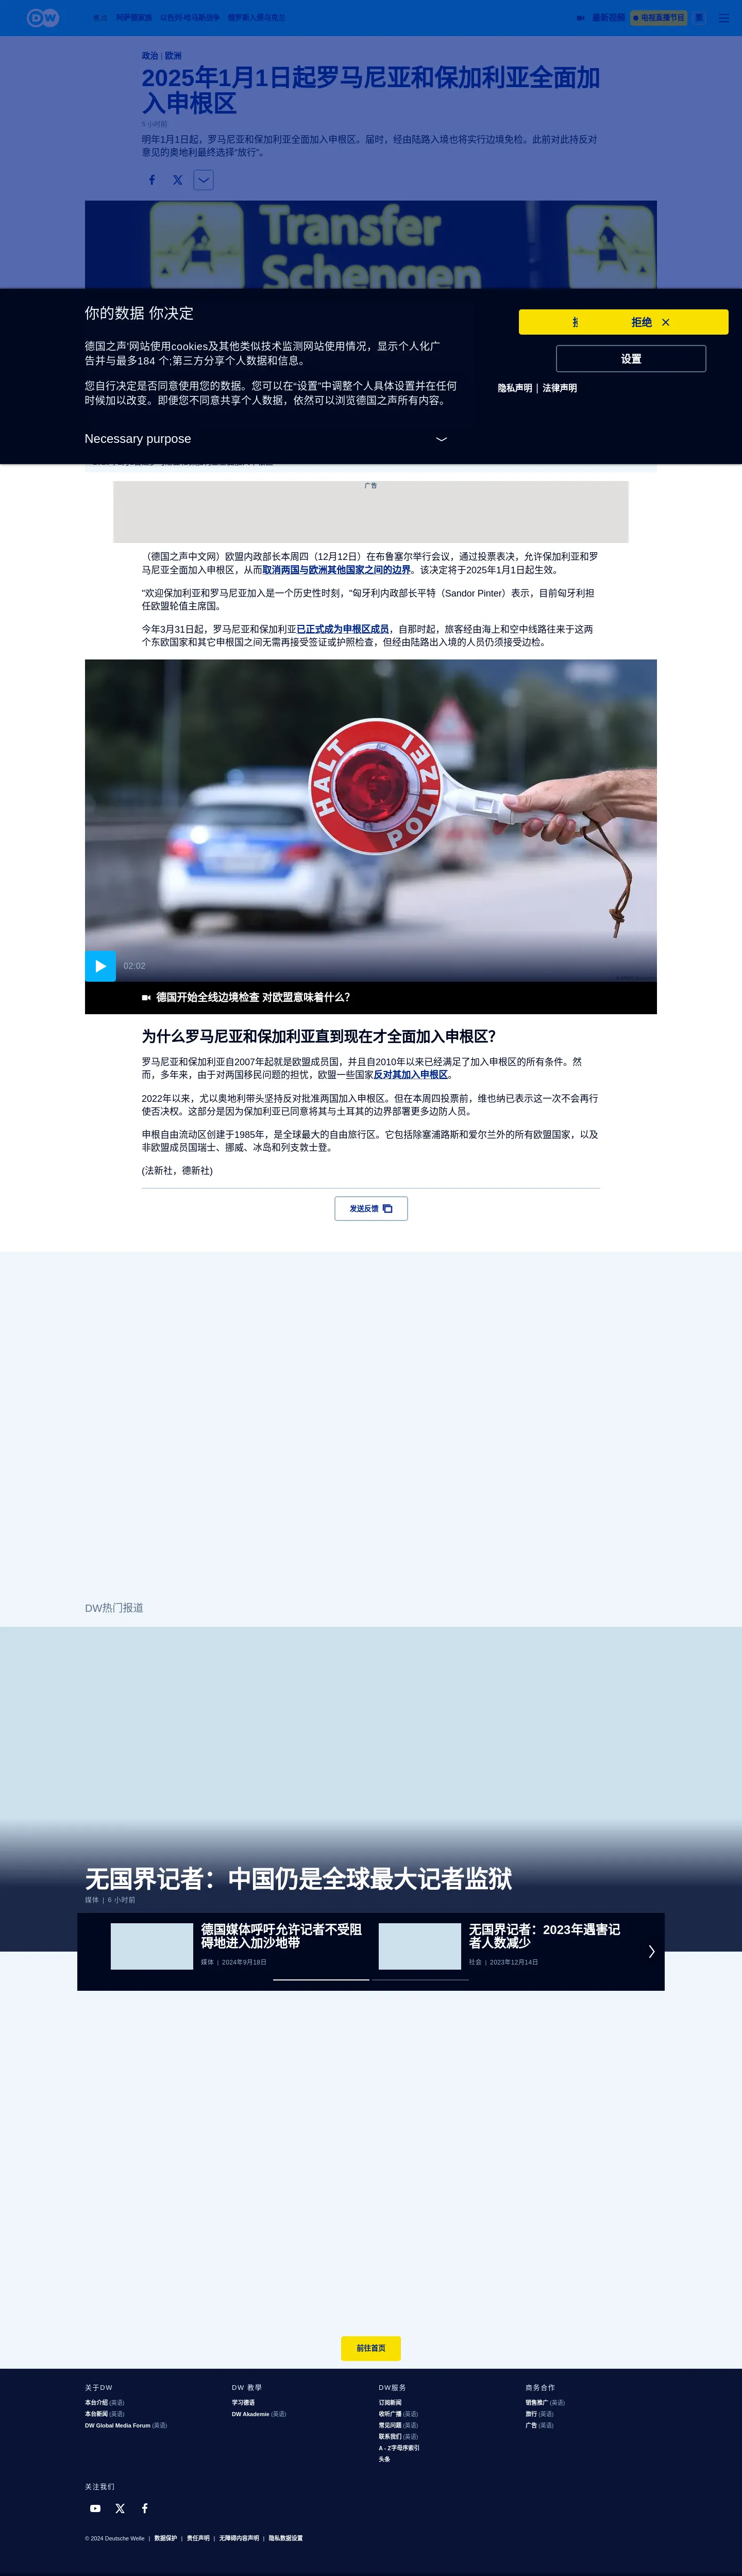 DW
焦点 阿萨德家族 以色列-哈马斯战争 俄罗斯入侵乌克兰
最新视频 电视直播节目 繁
政治 | 欧洲
2025年1月1日起罗马尼亚和保加利亚全面加
入申根区
5 小时前
明年1月1日起，罗马尼亚和保加利亚全面加入申根区。届时，经由陆路入境也将实行边境免检。此前对此持反对
意见的奥地利最终选择“放行”。
Transfer
Schengen
你的数据 你决定
德国之声'网站使用cookies及其他类似技术监测网站使用情况，显示个人化广
告并与最多184 个;第三方分享个人数据和信息。
您自行决定是否同意使用您的数据。您可以在“设置”中调整个人具体设置并在任何
时候加以改变。即便您不同意共享个人数据，依然可以浏览德国之声所有内容。
Necessary purpose
拒绝
设置
隐私声明 | 法律声明
广告
（德国之声中文网）欧盟内政部长本周四（12月12日）在布鲁塞尔举行会议，通过投票表决，允许保加利亚和罗
马尼亚全面加入申根区，从而取消两国与欧洲其他国家之间的边界。该决定将于2025年1月1日起生效。
"欢迎保加利亚和罗马尼亚加入是一个历史性时刻，"匈牙利内政部长平特（Sandor Pinter）表示，目前匈牙利担
任欧盟轮值主席国。
今年3月31日起，罗马尼亚和保加利亚已正式成为申根区成员，自那时起，旅客经由海上和空中线路往来于这两
个东欧国家和其它申根国之间无需再接受签证或护照检查，但经由陆路出入境的人员仍须接受边检。
HALT
POLIZEI
02:02
德国开始全线边境检查 对欧盟意味着什么？
为什么罗马尼亚和保加利亚直到现在才全面加入申根区？
罗马尼亚和保加利亚自2007年起就是欧盟成员国，并且自2010年以来已经满足了加入申根区的所有条件。然
而，多年来，由于对两国移民问题的担忧，欧盟一些国家反对其加入申根区。
2022年以来，尤以奥地利带头坚持反对批准两国加入申根区。但在本周四投票前，维也纳已表示这一次不会再行
使否决权。这部分是因为保加利亚已同意将其与土耳其的边界部署更多边防人员。
申根自由流动区创建于1985年，是全球最大的自由旅行区。它包括除塞浦路斯和爱尔兰外的所有欧盟国家，以及
非欧盟成员国瑞士、挪威、冰岛和列支敦士登。
(法新社，德新社)
发送反馈
DW热门报道
无国界记者：中国仍是全球最大记者监狱
媒体 | 6 小时前
德国媒体呼吁允许记者不受阻
碍地进入加沙地带
媒体 | 2024年9月18日
无国界记者：2023年遇害记
者人数减少
社会 | 2023年12月14日
前往首页
关于DW
本台介绍 (英语)
本台新闻 (英语)
DW Global Media Forum (英语)
DW 教學
学习德语
DW Akademie (英语)
DW服务
订阅新闻
收听广播 (英语)
常见问题 (英语)
联系我们 (英语)
A - Z字母序索引
头条
商务合作
销售推广 (英语)
旅行 (英语)
广告 (英语)
关注我们
© 2024 Deutsche Welle | 数据保护 | 责任声明 | 无障碍内容声明 | 隐私数据设置